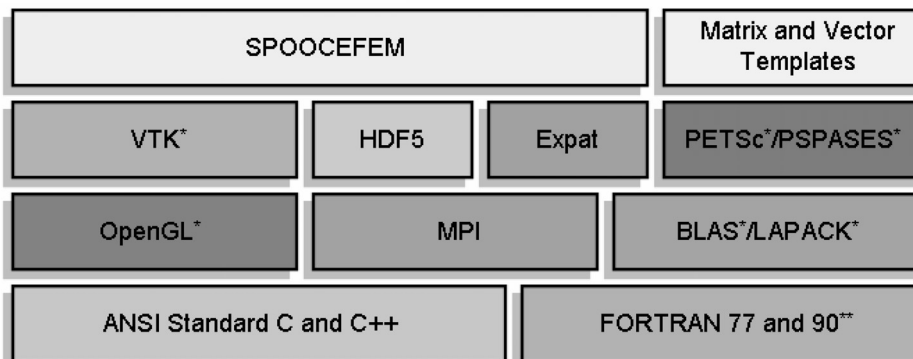 SPOOCEFEM
Matrix and Vector
Templates
VTK*
HDF5
Expat
PETSc*/PSPASES*
OpenGL*
MPI
BLAS*/LAPACK*
ANSI Standard C and C++
FORTRAN 77 and 90**